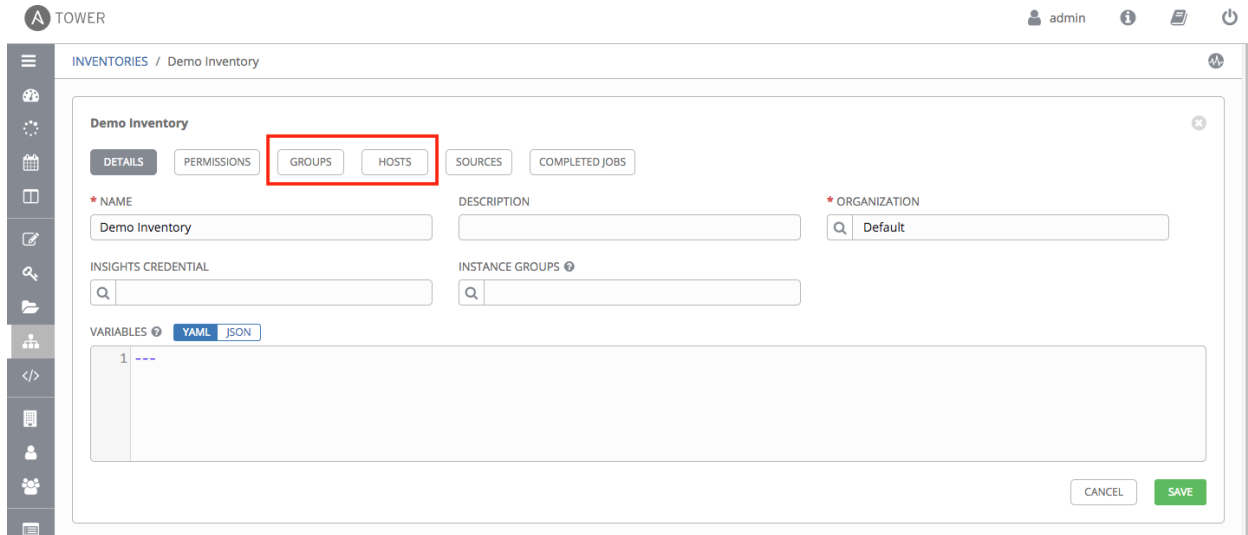 TOWER
admin
INVENTORIES / Demo Inventory
Demo Inventory
DETAILS PERMISSIONS GROUPS HOSTS SOURCES COMPLETED JOBS
* NAME DESCRIPTION * ORGANIZATION
Demo Inventory Default
INSIGHTS CREDENTIAL INSTANCE GROUPS
VARIABLES YAML JSON
1 ---
CANCEL SAVE